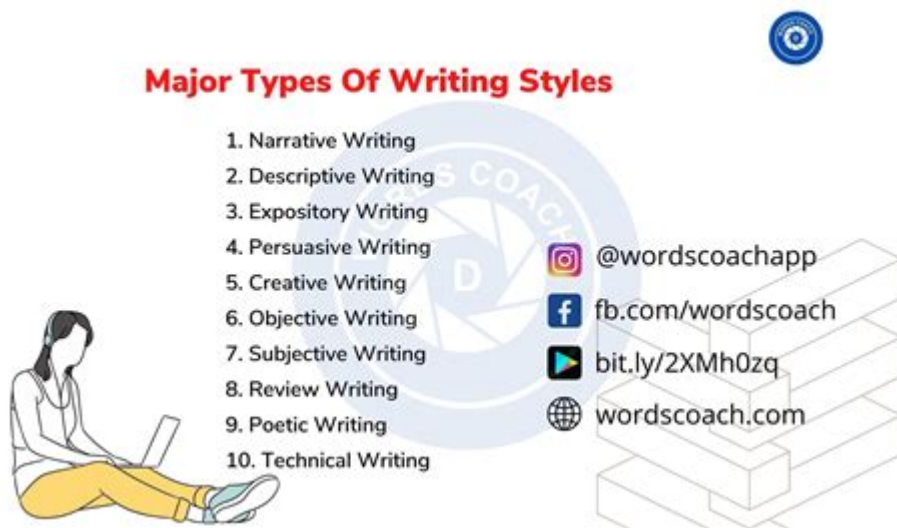 Major Types Of Writing Styles
1. Narrative Writing
2. Descriptive Writing
3. Expository Writing
4. Persuasive Writing
5. Creative Writing
6. Objective Writing
7. Subjective Writing
8. Review Writing
9. Poetic Writing
10. Technical Writing
WORDS COACH
D
@wordscoachapp
fb.com/wordscoach
bit.ly/2XMh0zq
wordscoach.com